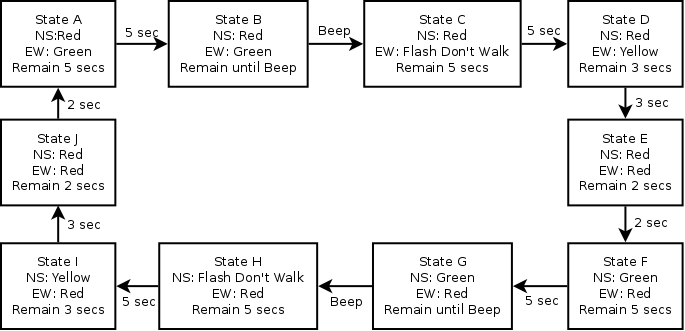 State A
NS:Red
EW: Green
Remain 5 secs
5 sec
State B
NS: Red
EW: Green
Remain until Beep
Beep
State C
NS: Red
EW: Flash Don't Walk
Remain 5 secs
5 sec
State D
NS: Red
EW: Yellow
Remain 3 secs
3 sec
State E
NS: Red
EW: Red
Remain 2 secs
2 sec
State F
NS: Green
EW: Red
Remain 5 secs
5 sec
State G
NS: Green
EW: Red
Remain until Beep
Beep
State H
NS: Flash Don't Walk
EW: Red
Remain 5 secs
5 sec
State I
NS: Yellow
EW: Red
Remain 3 secs
3 sec
State J
NS: Red
EW: Red
Remain 2 secs
2 sec